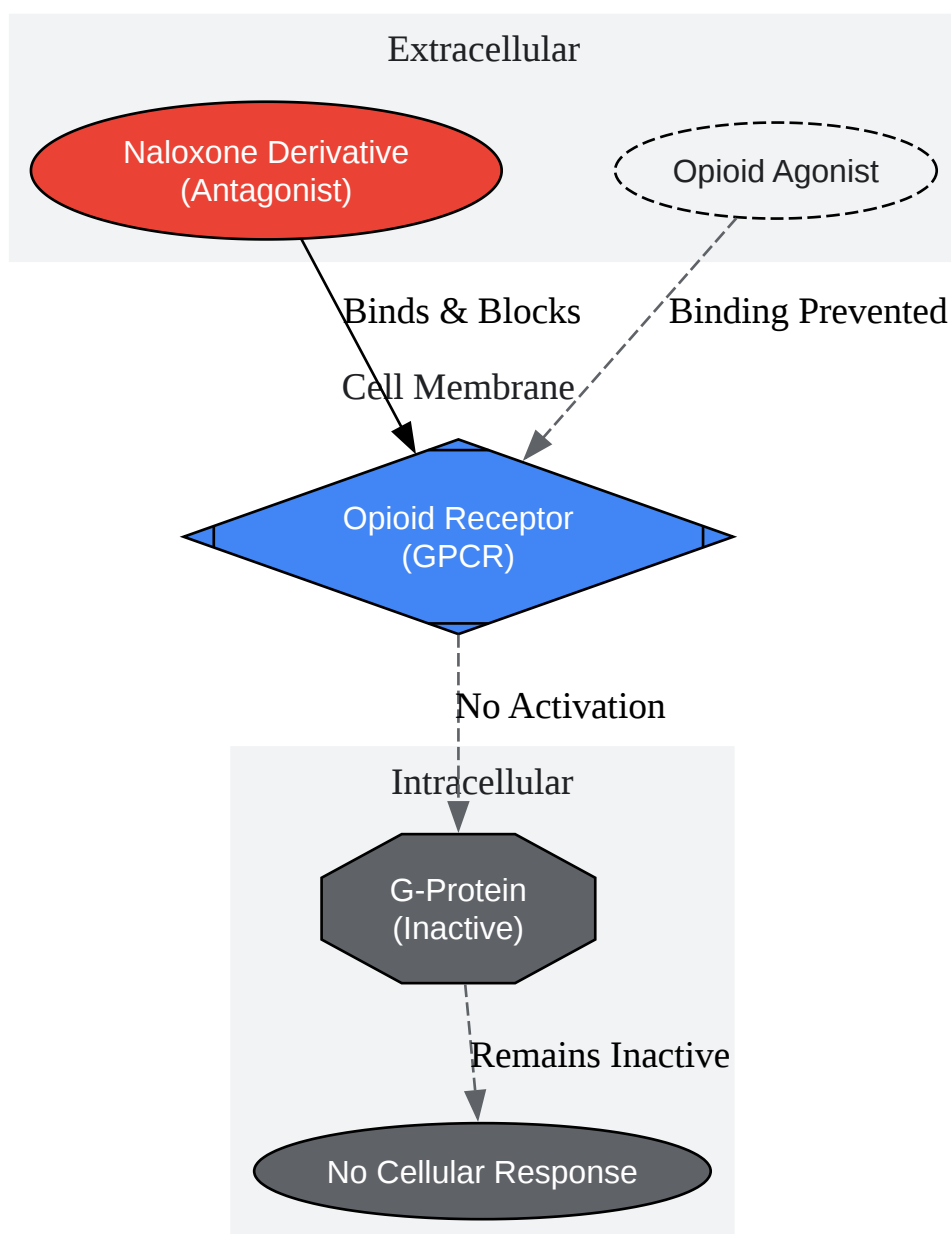 Extracellular
Naloxone Derivative
(Antagonist)
Opioid Agonist
Binds & Blocks
Binding Prevented
Cell Membrane
Opioid Receptor
(GPCR)
No Activation
Intracellular
G-Protein
(Inactive)
Remains Inactive
No Cellular Response